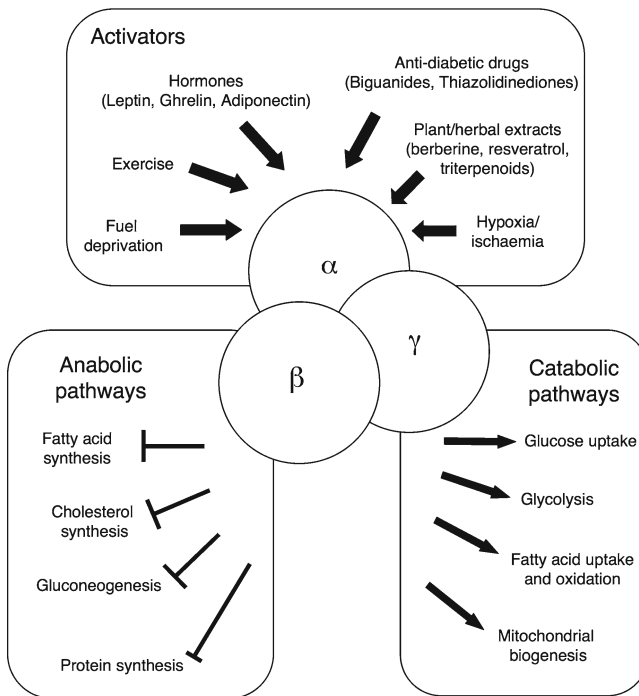 Activators
Anti-diabetic drugs
(Biguanides, Thiazolidinediones)
Hormones
(Leptin, Ghrelin, Adiponectin)
Plant/herbal extracts
(berberine, resveratrol,
triterpenoids)
Exercise
Fuel
deprivation
Hypoxia/
ischaemia
α
β
γ
Anabolic
pathways
Fatty acid
synthesis
Cholesterol
synthesis
Gluconeogenesis
Protein synthesis
Catabolic
pathways
Glucose uptake
Glycolysis
Fatty acid uptake
and oxidation
Mitochondrial
biogenesis